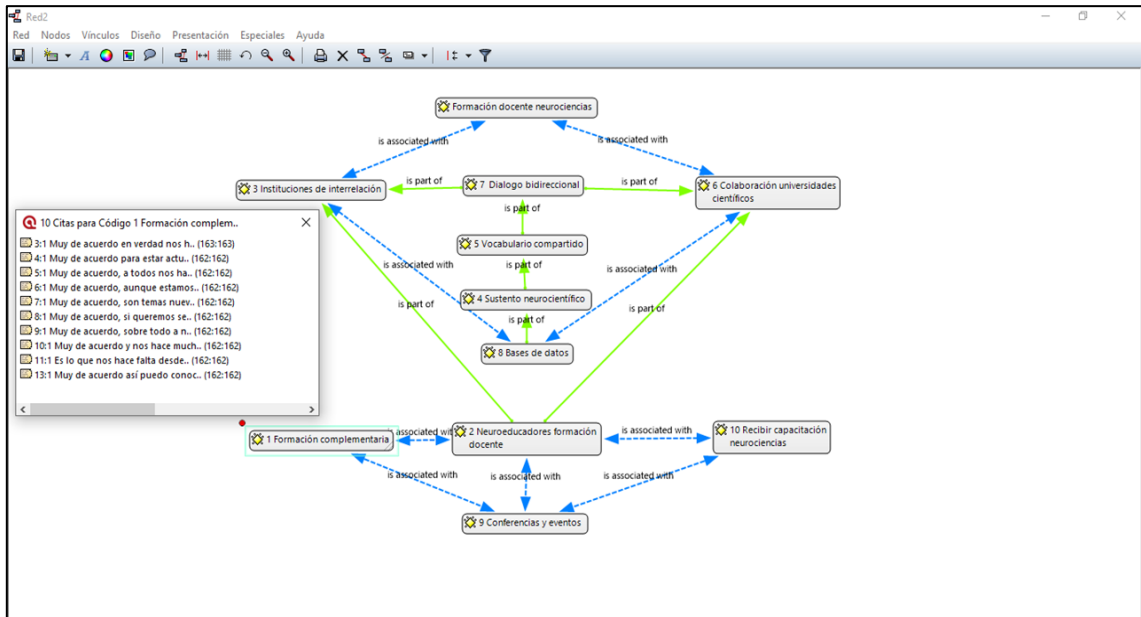 Red2
Red Nodos Vínculos Diseño Presentación Especiales Ayuda
Formación docente neurociencias
is associated with
is associated with
3 Instituciones de interrelación
is part of
7 Dialogo bidireccional
is part of
6 Colaboración universidades
científicos
is part of
10 Citas para Código 1 Formación complem..
3:1 Muy de acuerdo en verdad nos h.. (163:163)
4:1 Muy de acuerdo para estar actu.. (162:162)
5:1 Muy de acuerdo, a todos nos ha.. (162:162)
6:1 Muy de acuerdo, aunque estamos.. (162:162)
7:1 Muy de acuerdo, son temas nuev.. (162:162)
8:1 Muy de acuerdo, si queremos se.. (162:162)
9:1 Muy de acuerdo, sobre todo a n.. (162:162)
10:1 Muy de acuerdo y nos hace much.. (162:162)
11:1 Es lo que nos hace falta desde.. (162:162)
13:1 Muy de acuerdo así puedo conoc.. (162:162)
5 Vocabulario compartido
is associated with
is part of
is associated with
4 Sustento neurocientífico
is part of
is part of
is part of
8 Bases de datos
1 Formación complementaria
is associated with
2 Neuroeducadores formación
docente
is associated with
10 Recibir capacitación
neurociencias
is associated with
is associated with
is associated with
9 Conferencias y eventos